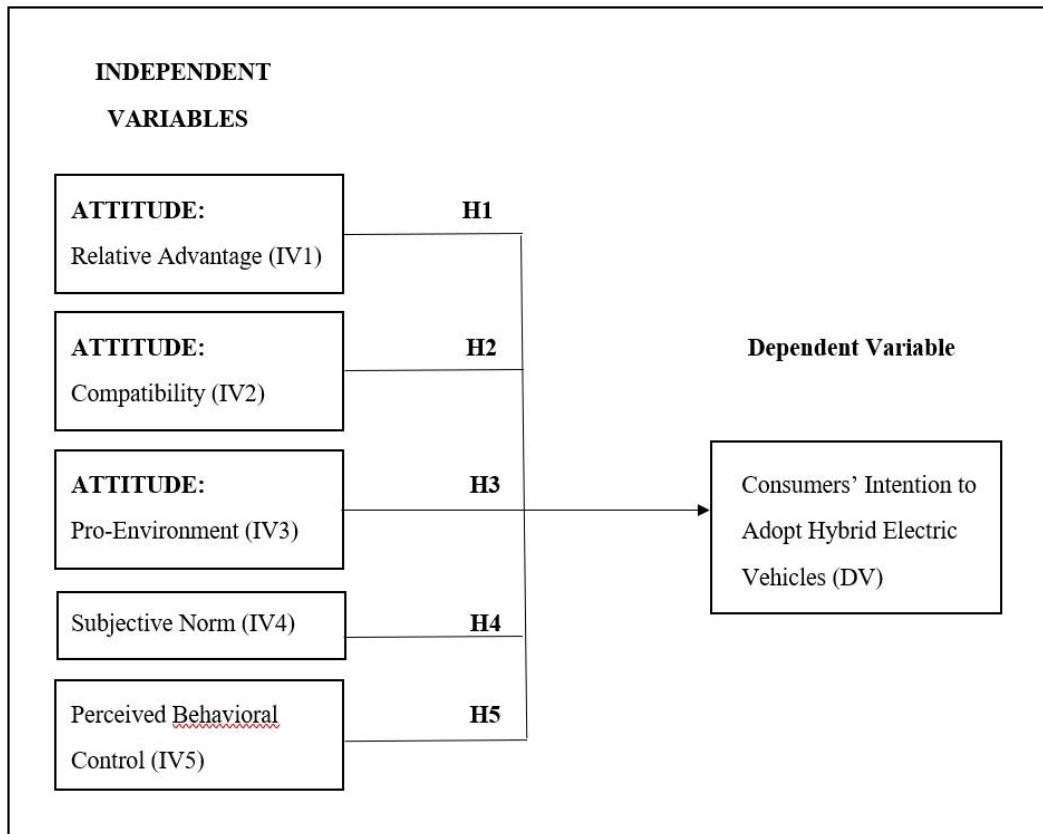 INDEPENDENT
VARIABLES
ATTITUDE:
Relative Advantage (IV1)
H1
ATTITUDE:
Compatibility (IV2)
H2
ATTITUDE:
Pro-Environment (IV3)
H3
Subjective Norm (IV4)
H4
Perceived Behavioral
Control (IV5)
H5
Dependent Variable
Consumers’ Intention to
Adopt Hybrid Electric
Vehicles (DV)